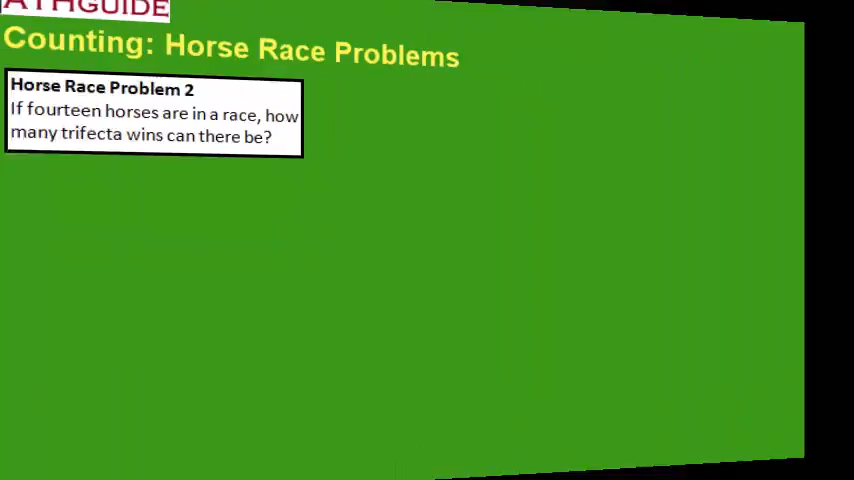 ATHGUIDE
Counting: Horse Race Problems
Horse Race Problem 2
If fourteen horses are in a race, how
many trifecta wins can there be?